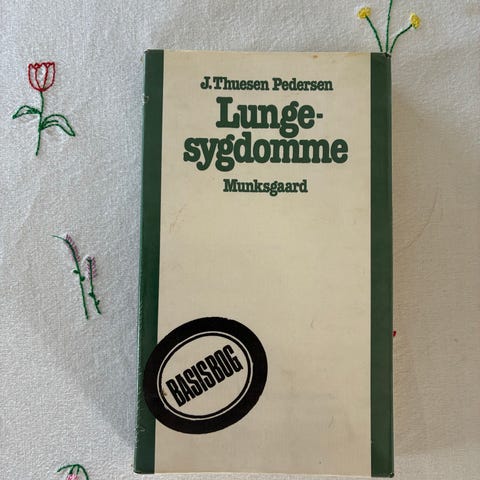 J. Thuesen Pedersen
Lunge-
sygdomme
Munksgaard
BASISBOG